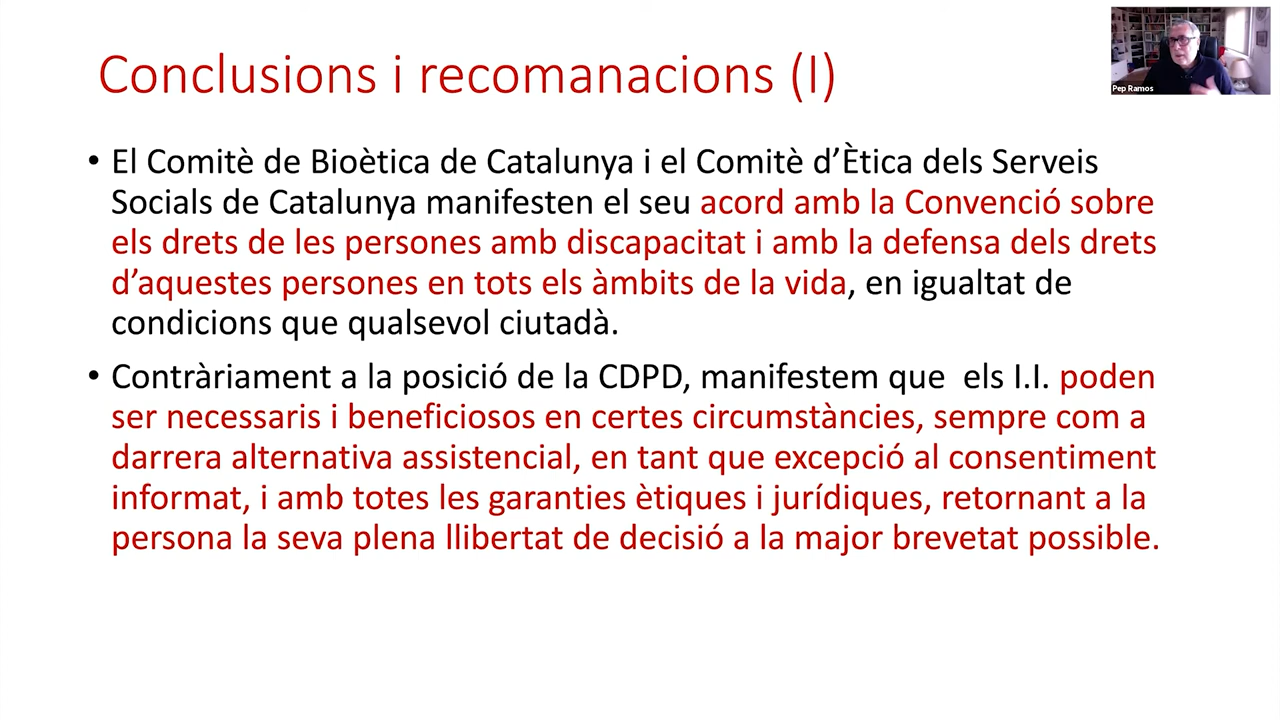 Conclusions i recomanacions (I)
Pep Ramos
• El Comitè de Bioètica de Catalunya i el Comitè d’Ètica dels Serveis
Socials de Catalunya manifesten el seu acord amb la Convenció sobre
els drets de les persones amb discapacitat i amb la defensa dels drets
d’aquestes persones en tots els àmbits de la vida, en igualtat de
condicions que qualsevol ciutadà.
• Contràriament a la posició de la CDPD, manifestem que  els I.I. poden
ser necessaris i beneficiosos en certes circumstàncies, sempre com a
darrera alternativa assistencial, en tant que excepció al consentiment
informat, i amb totes les garanties ètiques i jurídiques, retornant a la
persona la seva plena llibertat de decisió a la major brevetat possible.